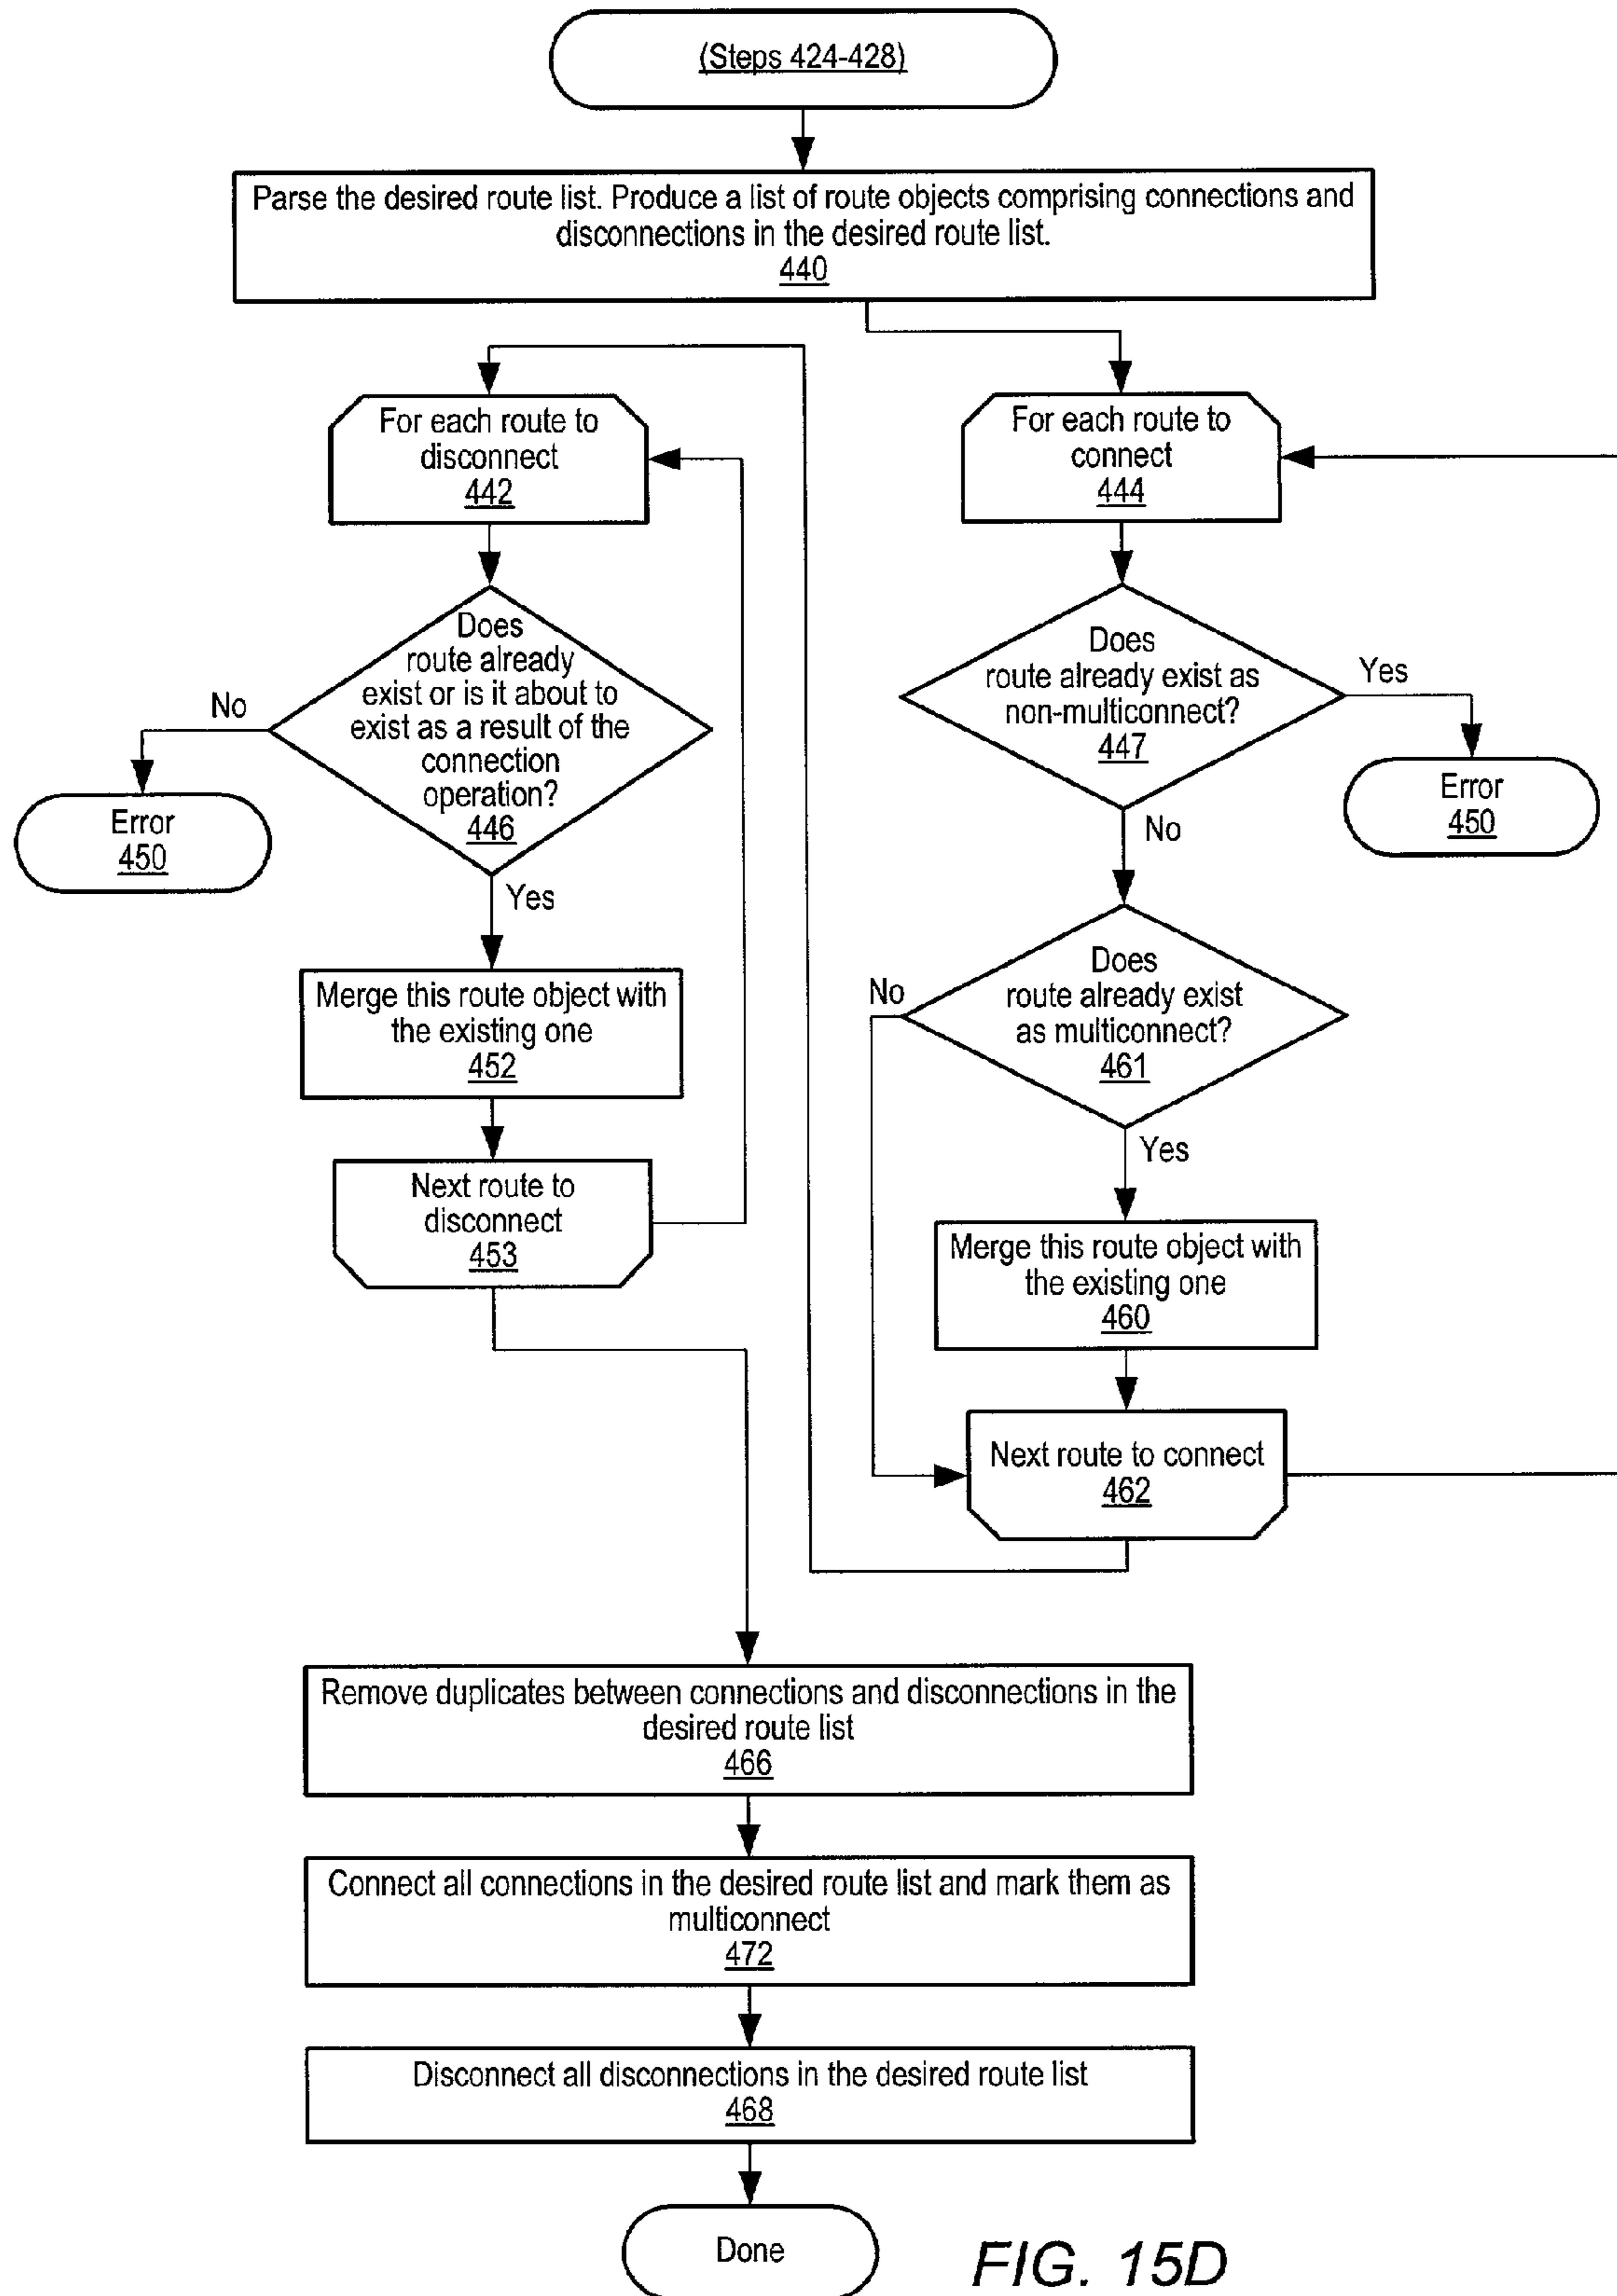 (Steps 424-428)
Parse the desired route list. Produce a list of route objects comprising connections and
disconnections in the desired route list.
440
For each route to
disconnect
442
For each route to
connect
444
Does
route already
exist or is it about to
exist as a result of the
connection
operation?
446
No
Yes
Error
450
Does
route already exist as
non-multiconnect?
447
Yes
No
Error
450
Merge this route object with
the existing one
452
Does
route already exist
as multiconnect?
461
No
Yes
Next route to
disconnect
453
Merge this route object with
the existing one
460
Next route to connect
462
Remove duplicates between connections and disconnections in the
desired route list
466
Connect all connections in the desired route list and mark them as
multiconnect
472
Disconnect all disconnections in the desired route list
468
Done
FIG. 15D